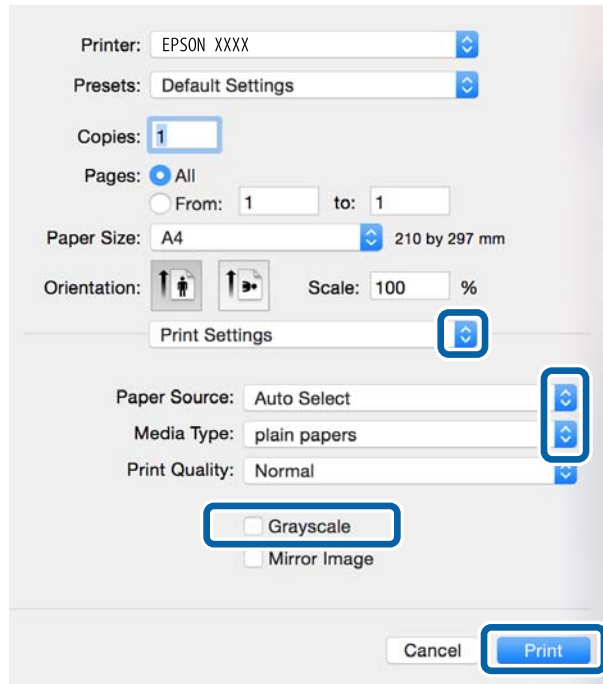 Printer: EPSON XXXX
Presets: Default Settings
Copies: 1
Pages: All
From: 1 to: 1
Paper Size: A4 210 by 297 mm
Orientation: Scale: 100 %
Print Settings
Paper Source: Auto Select
Media Type: plain papers
Print Quality: Normal
Grayscale
Mirror Image
Cancel Print